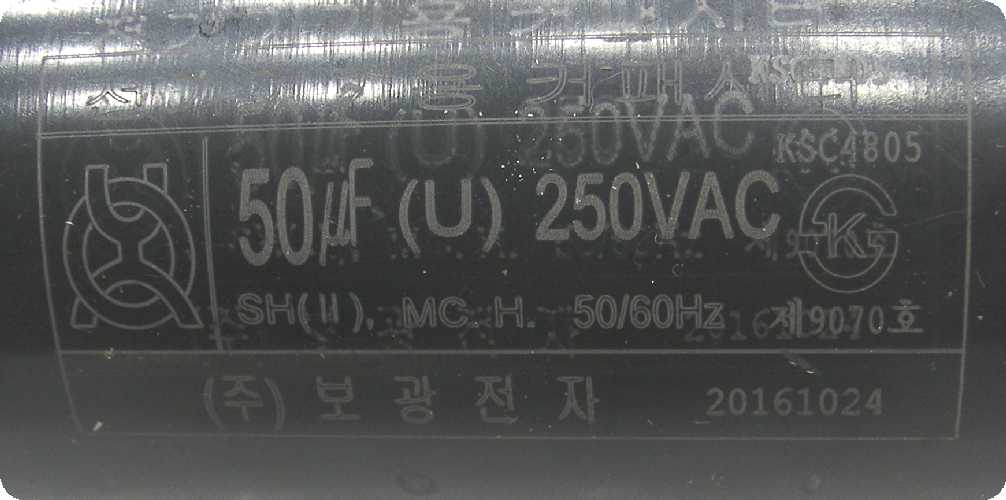 KSC4805
50㎌ (U) 250VAC
K
SH(II), MC, H. 50/60Hz 제9070호
(주)보광전자 20161024